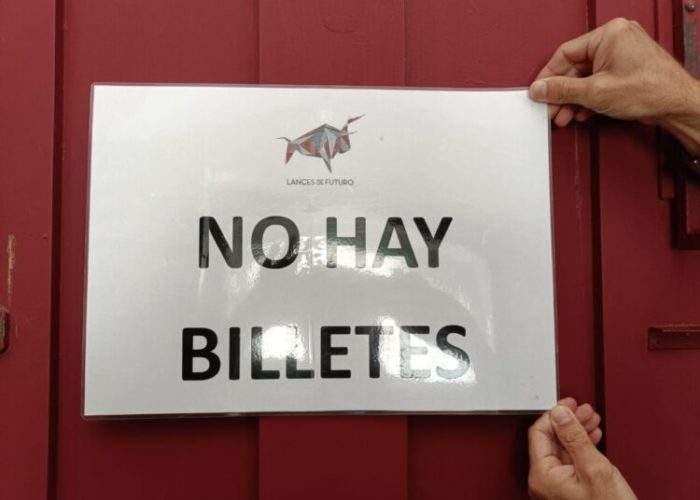 LANCES DE FUTURO
NO HAY
BILLETES